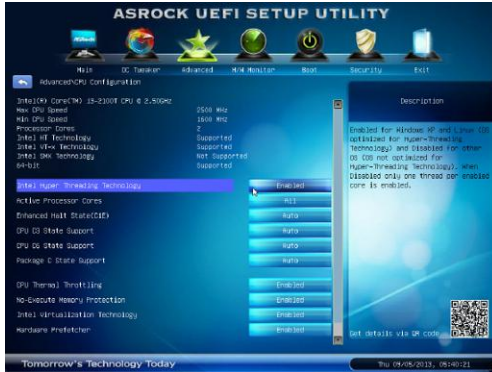 ASROCK UEFI SETUP UTILITY
ASRock
Main OC Tweaker Advanced H/W Monitor Boot Security Exit
Advanced\CPU Configuration
Description
Intel(R) Core(TM) i3-2100T CPU @ 2.50GHz
Max CPU Speed 2500 MHz
Min CPU Speed 1600 MHz
Processor Cores 2
Intel HT Technology Supported
Intel VT-x Technology Supported
Intel SMX Technology Not Supported
64-bit Supported
Intel Hyper Threading Technology Enabled
Active Processor Cores All
Enhanced Halt State(C1E) Auto
CPU C3 State Support Auto
CPU C6 State Support Auto
Package C State Support Auto
CPU Thermal Throttling Enabled
No-Execute Memory Protection Enabled
Intel Virtualization Technology Enabled
Hardware Prefetcher Enabled
Enabled for Windows XP and Linux (OS
optimized for Hyper-Threading
Technology) and Disabled for other
OS (OS not optimized for
Hyper-Threading Technology). When
Disabled only one thread per enabled
core is enabled.
Get details via QR code
Tomorrow's Technology Today
Thu 09/05/2013, 05:40:21